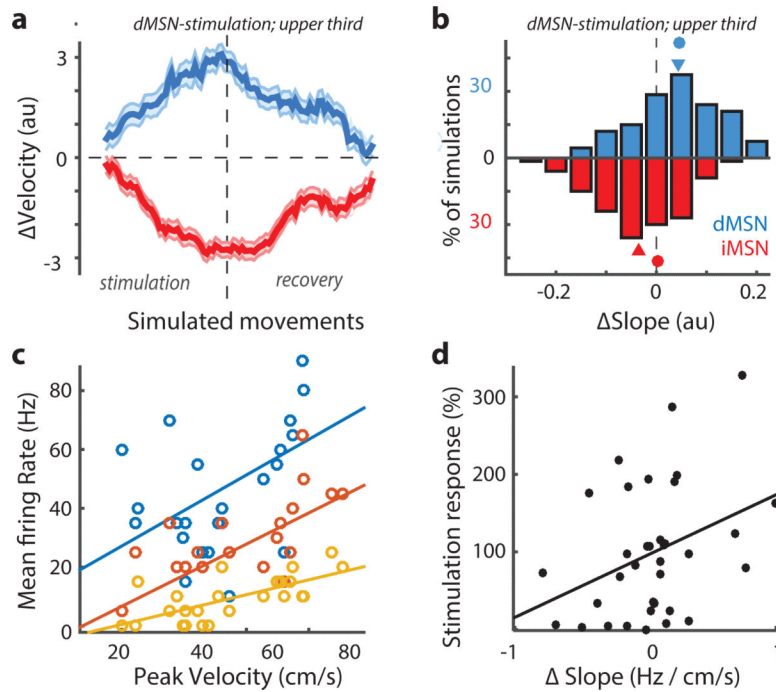 a
dMSN-stimulation; upper third
3
0
-3
ΔVelocity (au)
stimulation
recovery
Simulated movements
b
dMSN-stimulation; upper third
30
0
30
% of simulations
dMSN
iMSN
-0.2
0
0.2
ΔSlope (au)
c
80
60
40
20
0
Mean firing Rate (Hz)
20
40
60
80
Peak Velocity (cm/s)
d
300
200
100
0
Stimulation response (%)
-1
0
1
Δ Slope (Hz / cm/s)